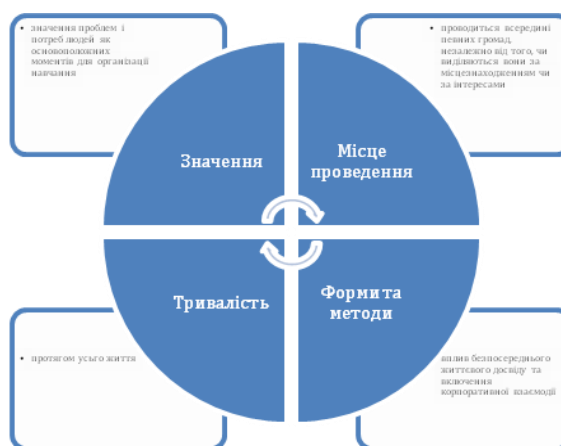 • значення проблем і
потреб людей як
основоположних
моментів для організації
навчання
• проводиться всередині
певних громад,
незалежно від того, чи
виділяються вони за
місцезнаходженням чи
за інтересами
Значення
Місце
проведення
Тривалість
Форми та
методи
• протягом усього життя
вплив безпосереднього
життєвого досвіду та
включення
корпоративної взаємодії